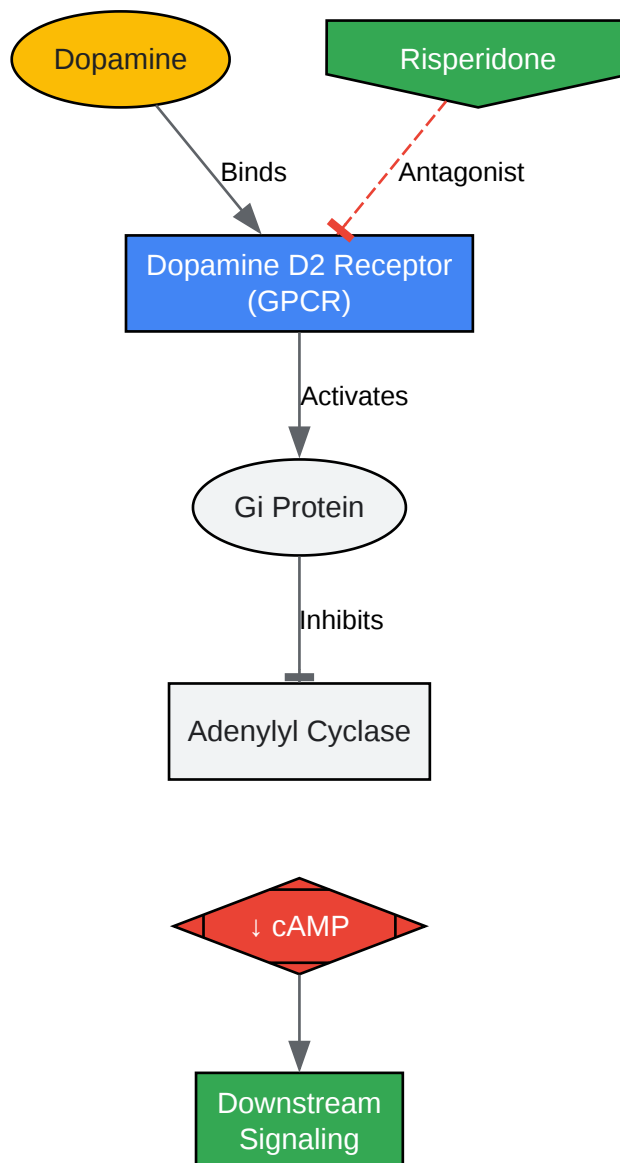 Dopamine
Risperidone
Binds
Antagonist
Dopamine D2 Receptor
(GPCR)
Activates
Gi Protein
Inhibits
Adenylyl Cyclase
↓ cAMP
Downstream
Signaling